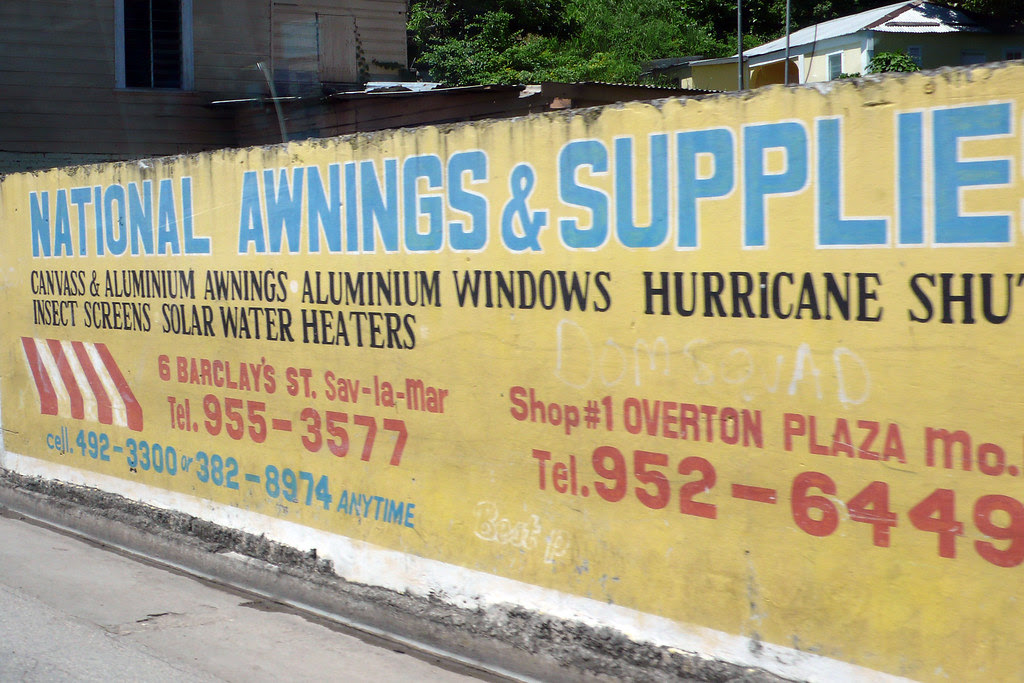 NATIONAL AWNINGS & SUPPLIE
CANVASS & ALUMINIUM AWNINGS · ALUMINIUM WINDOWS HURRICANE SHUT
INSECT SCREENS SOLAR WATER HEATERS
6 BARCLAY'S ST. Sav-la-mar
Tel. 955-3577
cell. 492-3300 or 382-8974 ANYTIME
Shop #1 OVERTON PLAZA mo.
Tel. 952-6449
DOMSQUAD